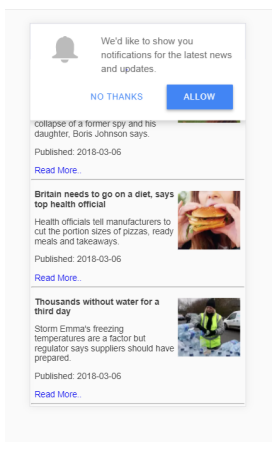 We'd like to show you
notifications for the latest news
and updates.
NO THANKS
ALLOW
collapse of a former spy and his
daughter, Boris Johnson says.
Published: 2018-03-06
Read More..
Britain needs to go on a diet, says
top health official
Health officials tell manufacturers to
cut the portion sizes of pizzas, ready
meals and takeaways.
Published: 2018-03-06
Read More..
Thousands without water for a
third day
Storm Emma's freezing
temperatures are a factor but
regulator says suppliers should have
prepared.
Published: 2018-03-06
Read More..